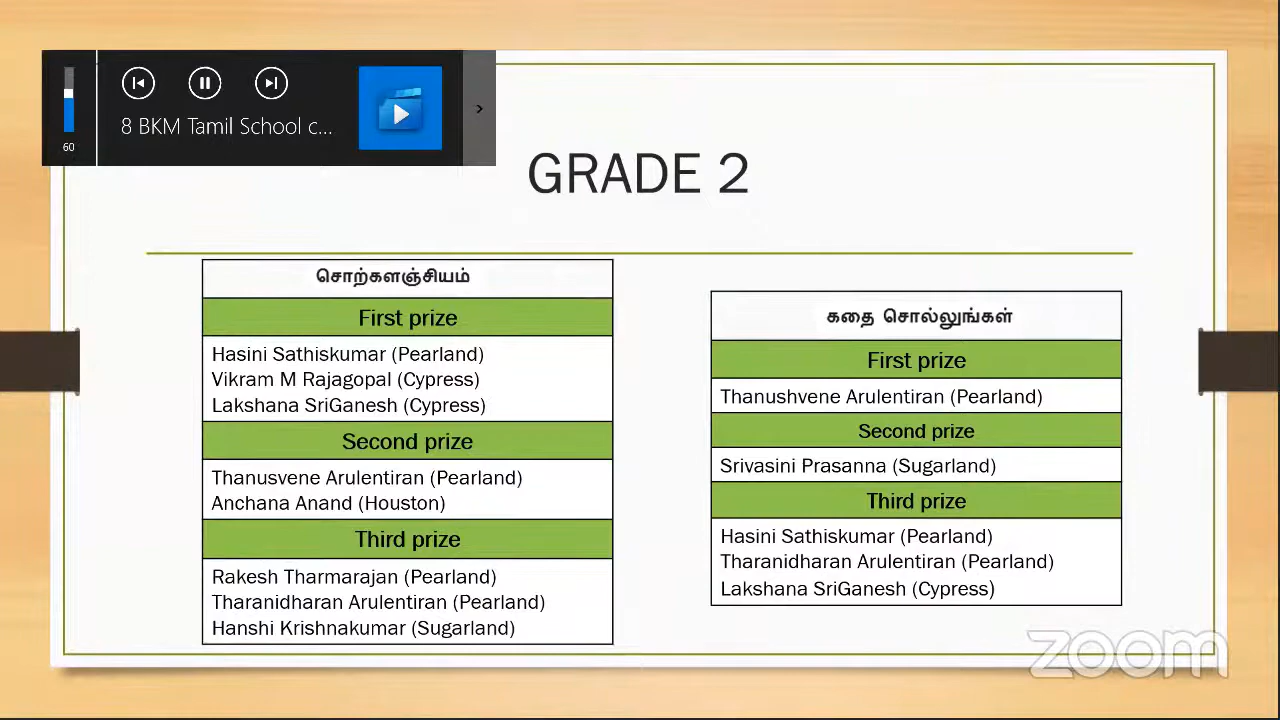 60
8 BKM Tamil School c...
GRADE 2
சொற்களஞ்சியம்
First prize
Hasini Sathiskumar (Pearland)
Vikram M Rajagopal (Cypress)
Lakshana SriGanesh (Cypress)
Second prize
Thanusvene Arulentiran (Pearland)
Anchana Anand (Houston)
Third prize
Rakesh Tharmarajan (Pearland)
Tharanidharan Arulentiran (Pearland)
Hanshi Krishnakumar (Sugarland)
கதை சொல்லுங்கள்
First prize
Thanushvene Arulentiran (Pearland)
Second prize
Srivasini Prasanna (Sugarland)
Third prize
Hasini Sathiskumar (Pearland)
Tharanidharan Arulentiran (Pearland)
Lakshana SriGanesh (Cypress)
zoom